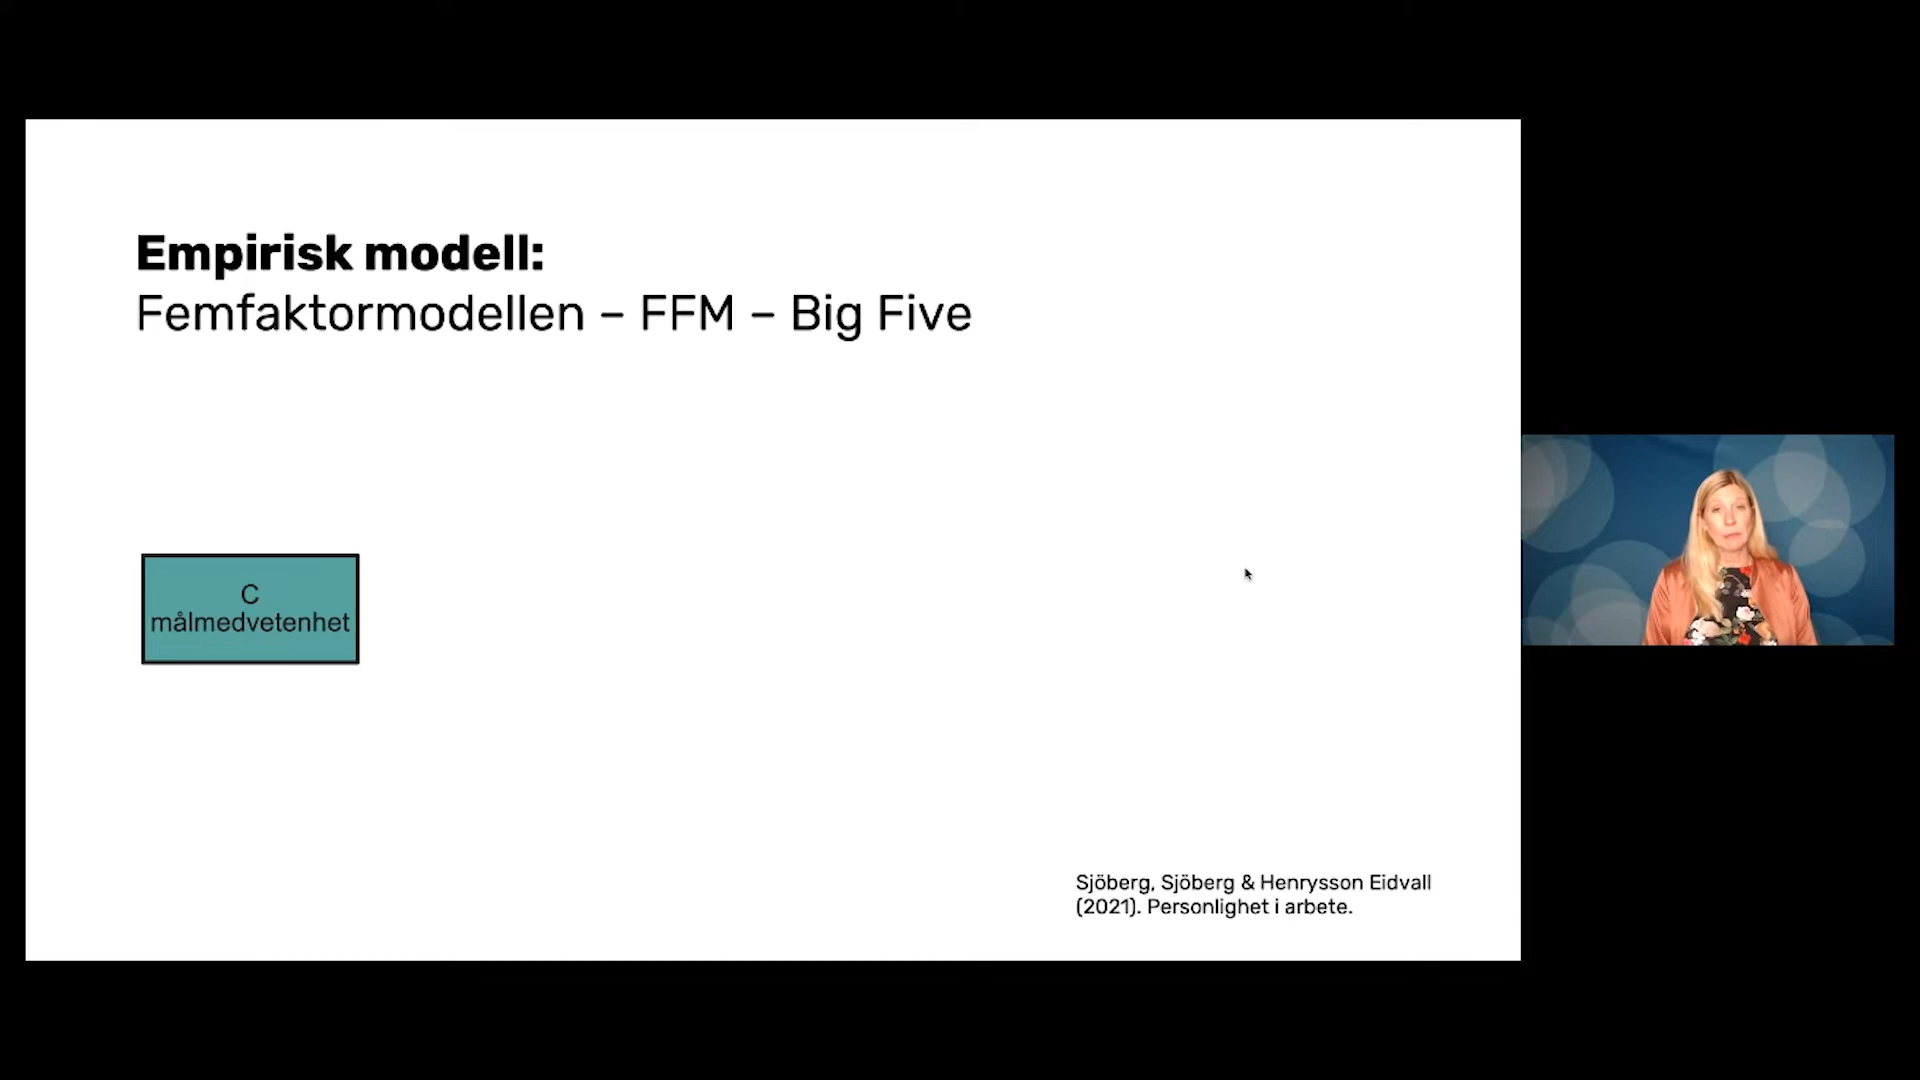 Empirisk modell:
Femfaktormodellen – FFM – Big Five
C
målmedvetenhet
Sjöberg, Sjöberg & Henrysson Eidvall
(2021). Personlighet i arbete.